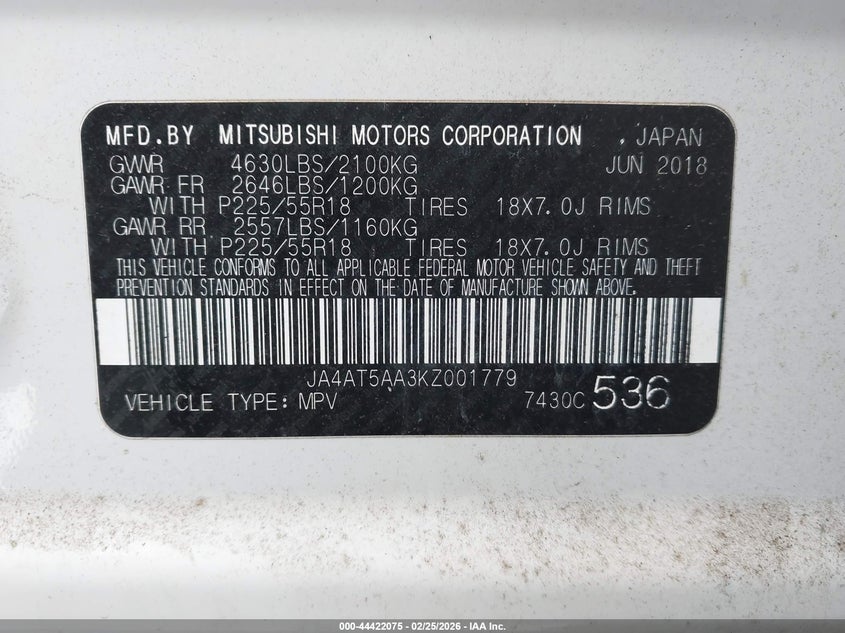 MFD.BY MITSUBISHI MOTORS CORPORATION , JAPAN
GVWR 4630LBS/2100KG JUN 2018
GAWR FR 2646LBS/1200KG
WITH P225/55R18 TIRES 18X7.0J RIMS
GAWR RR 2557LBS/1160KG
WITH P225/55R18 TIRES 18X7.0J RIMS
THIS VEHICLE CONFORMS TO ALL APPLICABLE FEDERAL MOTOR VEHICLE SAFETY AND THEFT
PREVENTION STANDARDS IN EFFECT ON THE DATE OF MANUFACTURE SHOWN ABOVE.
JA4AT5AA3KZ001779
VEHICLE TYPE: MPV 7430C 536
000-44422075 - 02/25/2026 - IAA Inc.